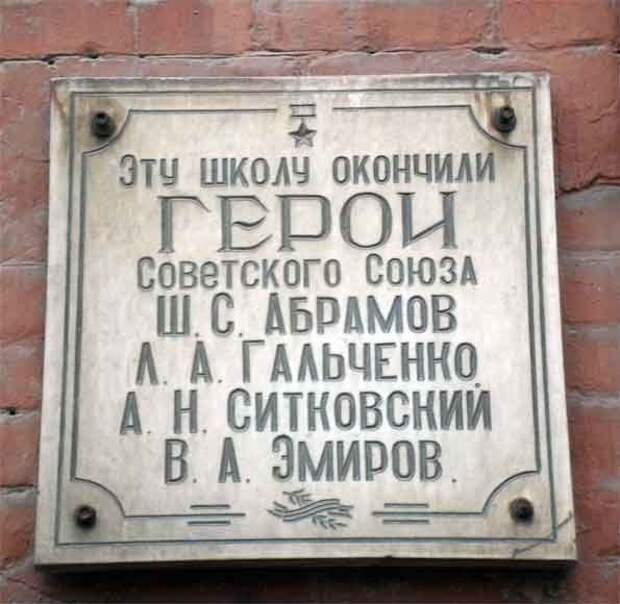 Эту школу окончили
ГЕРОИ
Советского Союза
Ш. С. АБРАМОВ
Л. А. ГАЛЬЧЕНКО
А. Н. СИТКОВСКИЙ
В. А. ЭМИРОВ.